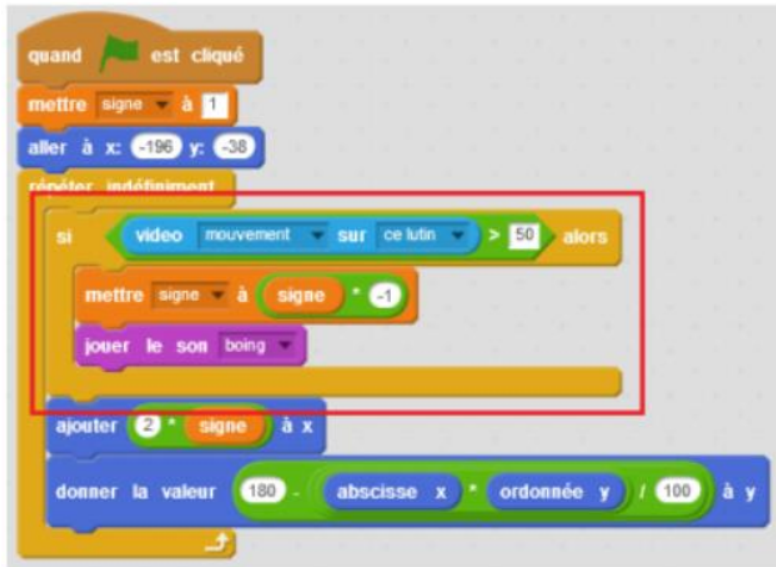 quand est cliqué
mettre signe à 1
aller à x: -196 y: -38
répéter indéfiniment
si video mouvement sur ce lutin > 50 alors
mettre signe à signe * -1
jouer le son boing
ajouter 2 * signe à x
donner la valeur 180 - abscisse x * ordonnée y / 100 à y